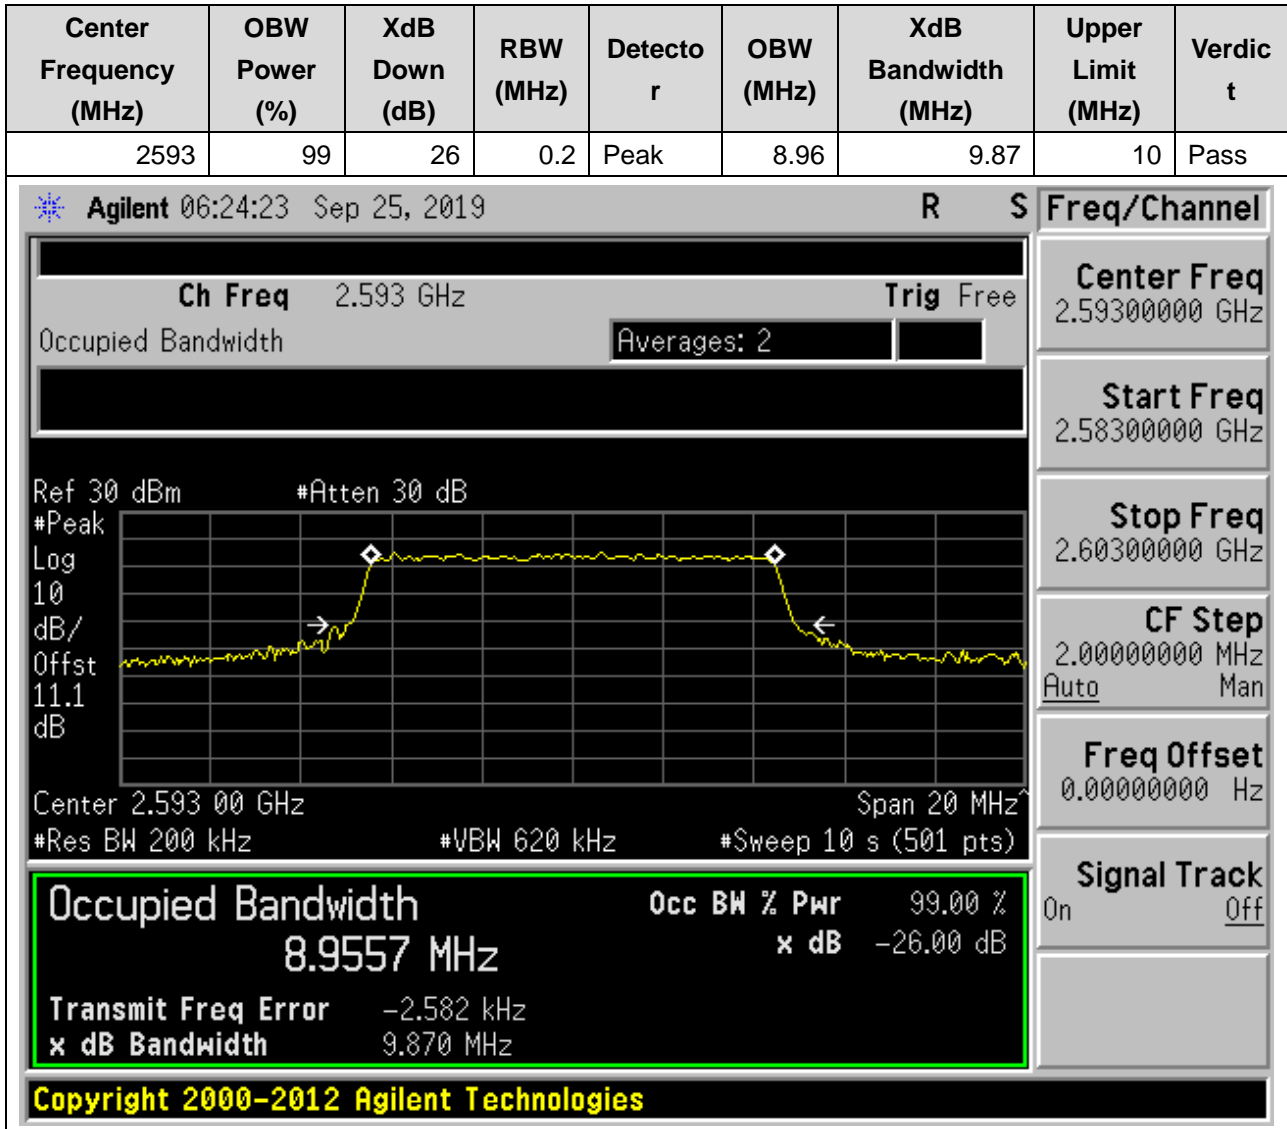 Center Frequency (MHz) OBW Power (%) XdB Down (dB) RBW (MHz) Detecto r OBW (MHz) XdB Bandwidth (MHz) Upper Limit (MHz) Verdic t
2593 99 26 0.2 Peak 8.96 9.87 10 Pass
Agilent 06:24:23 Sep 25, 2019 R S
Ch Freq 2.593 GHz Trig Free
Occupied Bandwidth Averages: 2
Ref 30 dBm #Atten 30 dB
#Peak
Log
10
dB/
Offst
11.1
dB
Center 2.593 00 GHz Span 20 MHz^
#Res BW 200 kHz #VBW 620 kHz #Sweep 10 s (501 pts)
Occupied Bandwidth Occ BW % Pwr 99.00 %
8.9557 MHz x dB -26.00 dB
Transmit Freq Error -2.582 kHz
x dB Bandwidth 9.870 MHz
Copyright 2000-2012 Agilent Technologies
Freq/Channel
Center Freq
2.59300000 GHz
Start Freq
2.58300000 GHz
Stop Freq
2.60300000 GHz
CF Step
2.00000000 MHz
Auto Man
Freq Offset
0.00000000 Hz
Signal Track
On Off